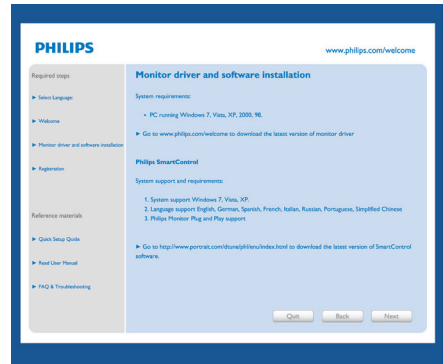 PHILIPS
www.philips.com/welcome
Required steps
► Select Language:
► Welcome
► Monitor driver and software installation
► Registration
Reference materials
► Quick Setup Guide
► Read User Manual
► FAQ & Troubleshooting
Monitor driver and software installation
System requirements:
• PC running Windows 7, Vista, XP, 2000, 98.
► Go to www.philips.com/welcome to download the latest version of monitor driver
Philips SmartControl
System support and requirements:
1. System support Windows 7, Vista, XP.
2. Language support English, German, Spanish, French, Italian, Russian, Portuguese, Simplified Chinese
3. Philips Monitor Plug and Play support
► Go to http://www.portrait.com/dtune/phl/enu/index.html to download the latest version of SmartControl
software.
Quit
Back
Next